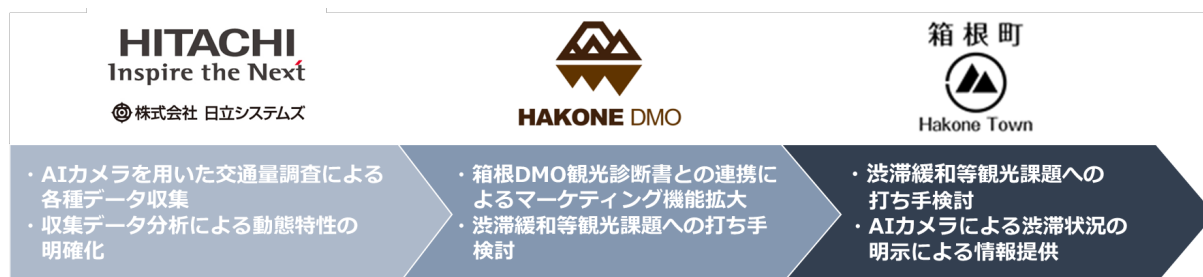 HITACHI
Inspire the Next
株式会社 日立システムズ
HAKONE DMO
箱根町
Hakone Town
・AIカメラを用いた交通量調査による
各種データ収集
・収集データ分析による動態特性の
明確化
・箱根DMO観光診断書との連携に
よるマーケティング機能拡大
・渋滞緩和等観光課題への打ち手
検討
・渋滞緩和等観光課題への
打ち手検討
・AIカメラによる渋滞状況の
明示による情報提供